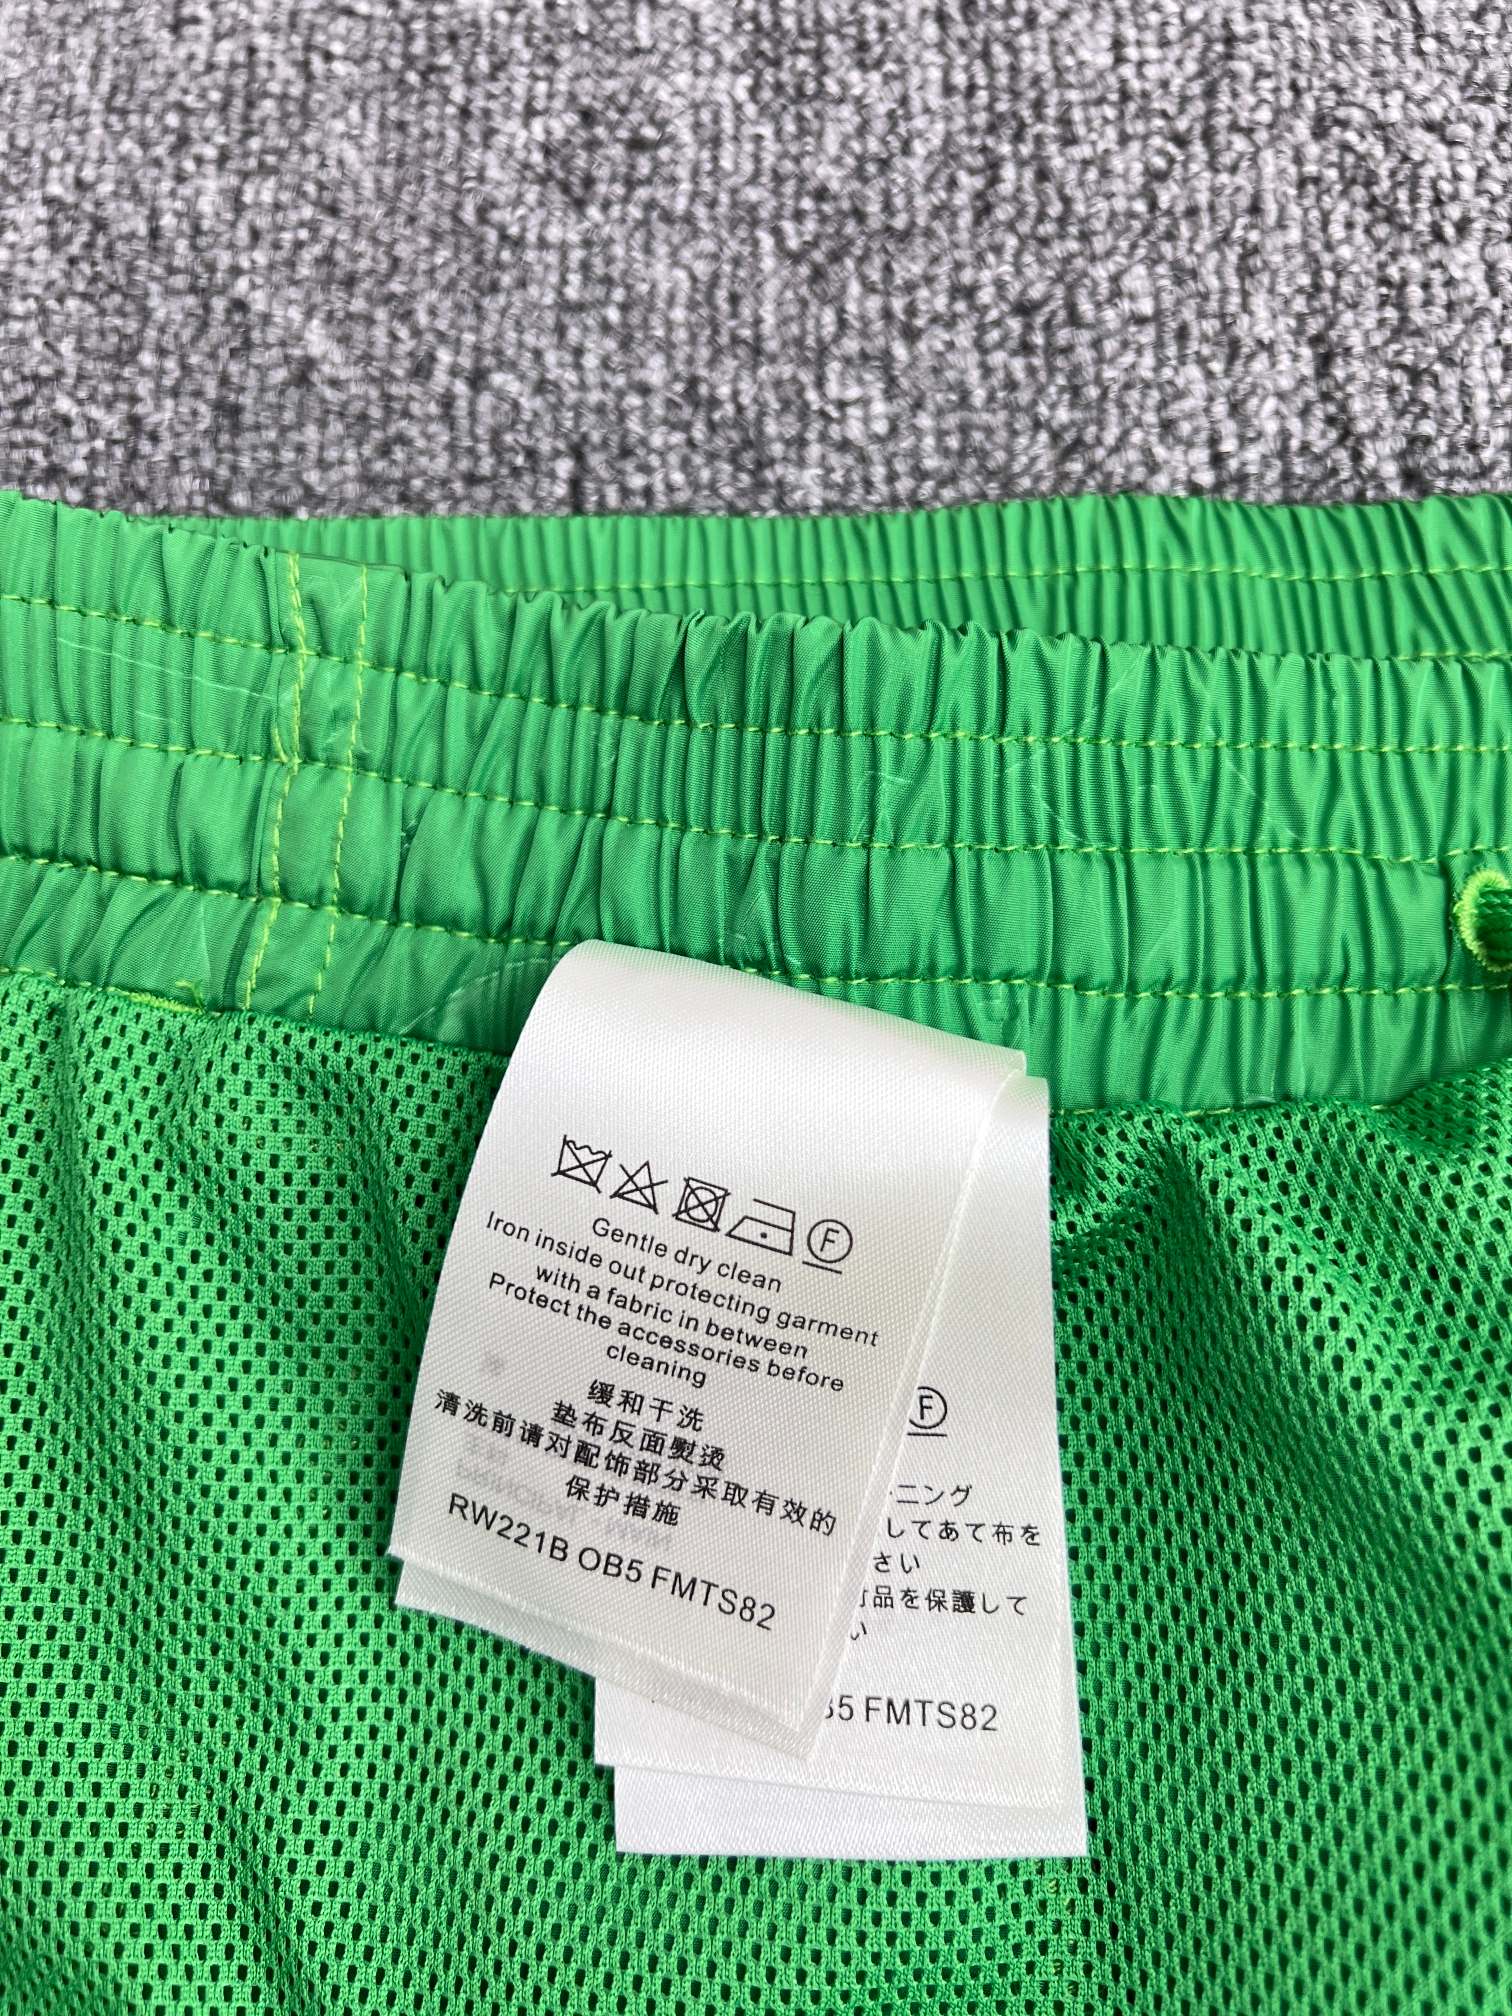 F
Gentle dry clean
Iron inside out protecting garment
with a fabric in between
Protect the accessories before
cleaning
缓和干洗
垫布反面熨烫
清洗前请对配饰部分采取有效的
保护措施
RW221B OB5 FMTS82
F
ニング
してあて布を
さい
品を保護して
い
5 FMTS82